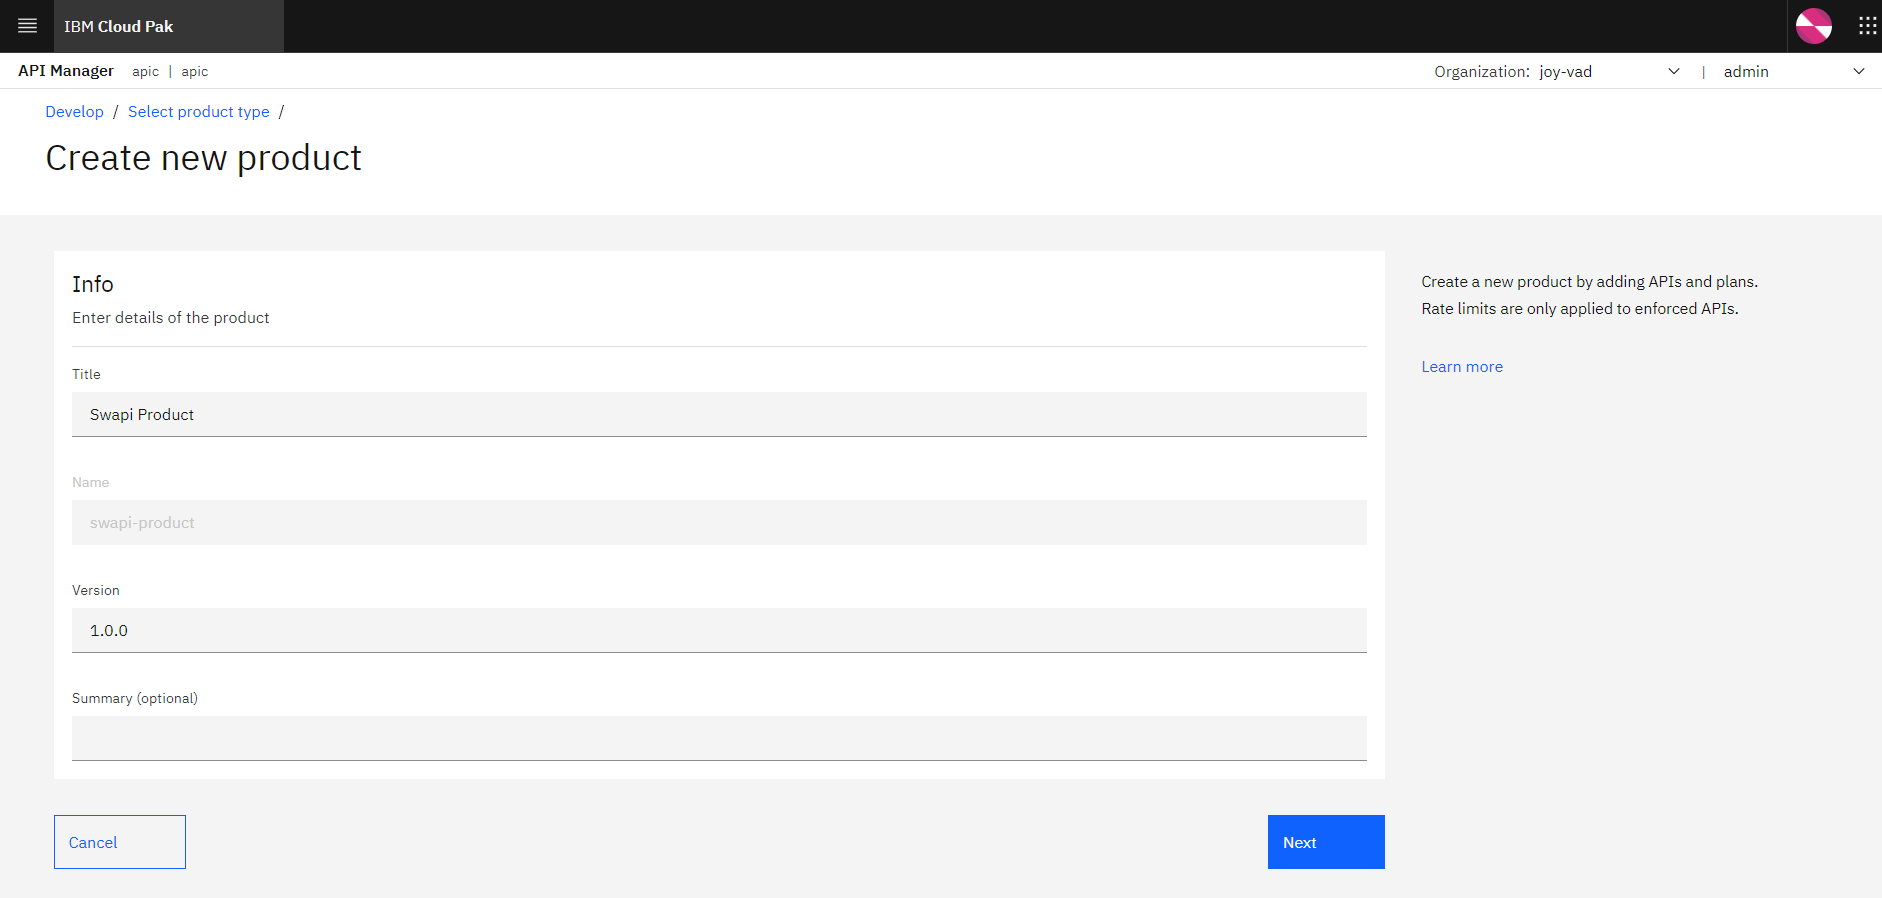 IBM Cloud Pak
API Manager apic | apic Organization: joy-vad | admin
Develop / Select product type /
Create new product
Info
Enter details of the product
Title
Swapi Product
Name
swapi-product
Version
1.0.0
Summary (optional)
Cancel
Next
Create a new product by adding APIs and plans.
Rate limits are only applied to enforced APIs.
Learn more